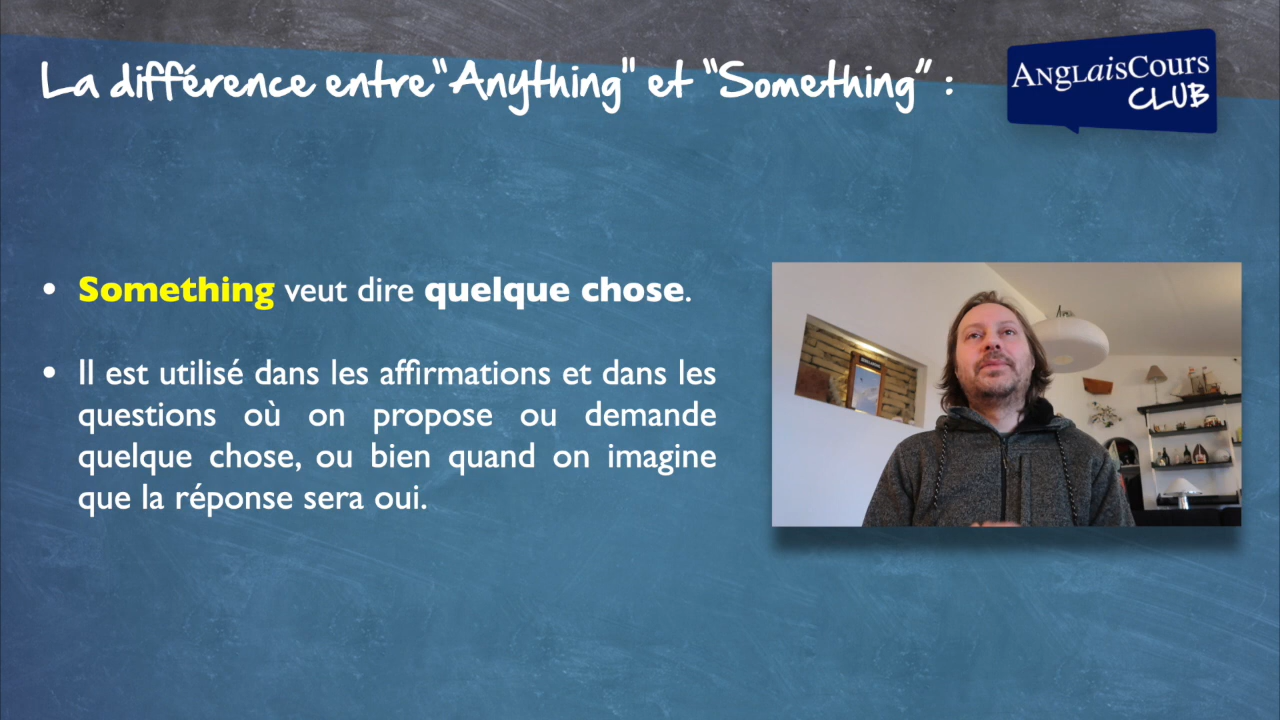 La différence entre "Anything" et “Something” :
ANGLaisCours
CLUB
• Something veut dire quelque chose.
• Il est utilisé dans les affirmations et dans les
questions où on propose ou demande
quelque chose, ou bien quand on imagine
que la réponse sera oui.